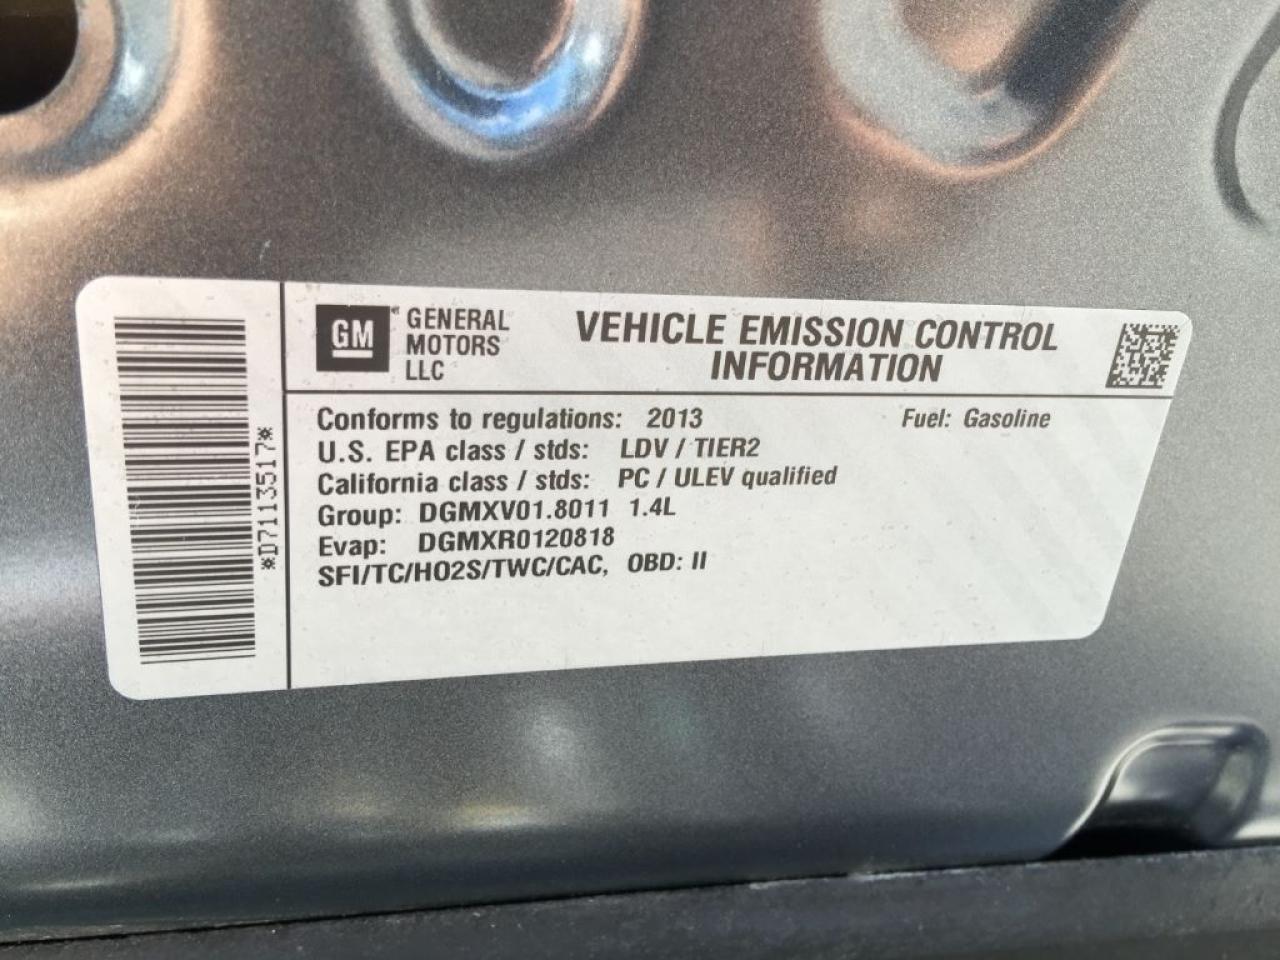 GM
GENERAL
MOTORS
LLC
VEHICLE EMISSION CONTROL
INFORMATION
*D7113517*
Conforms to regulations: 2013 Fuel: Gasoline
U.S. EPA class / stds: LDV / TIER2
California class / stds: PC / ULEV qualified
Group: DGMXV01.8011 1.4L
Evap: DGMXR0120818
SFI/TC/HO2S/TWC/CAC, OBD: II